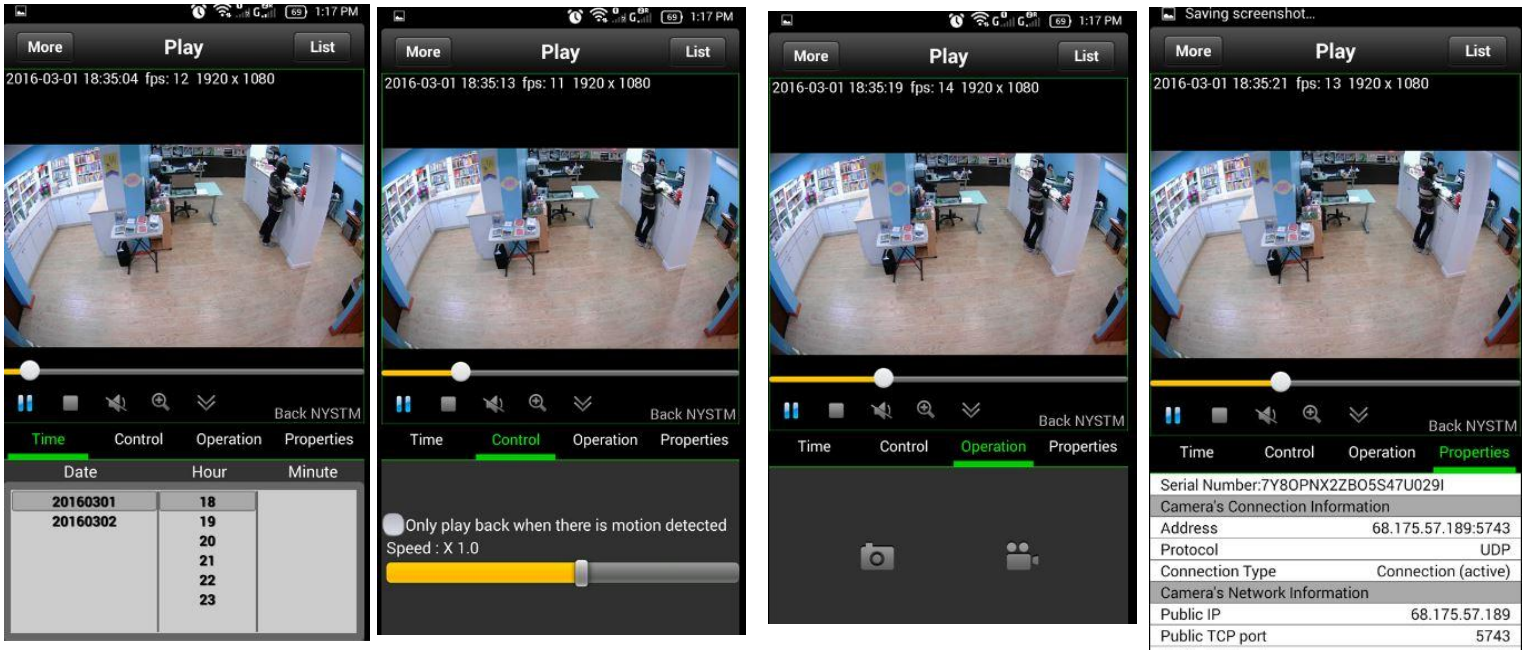 69 1:17 PM
More Play List
2016-03-01 18:35:04 fps: 12 1920 x 1080
Back NYSTM
Time Control Operation Properties
Date Hour Minute
20160301 18
20160302 19
20
21
22
23
69 1:17 PM
More Play List
2016-03-01 18:35:13 fps: 11 1920 x 1080
Back NYSTM
Time Control Operation Properties
Only play back when there is motion detected
Speed : X 1.0
69 1:17 PM
More Play List
2016-03-01 18:35:19 fps: 14 1920 x 1080
Back NYSTM
Time Control Operation Properties
Saving screenshot...
More Play List
2016-03-01 18:35:21 fps: 13 1920 x 1080
Back NYSTM
Time Control Operation Properties
Serial Number:7Y8OPNX2ZBO5S47U029I
Camera's Connection Information
Address 68.175.57.189:5743
Protocol UDP
Connection Type Connection (active)
Camera's Network Information
Public IP 68.175.57.189
Public TCP port 5743